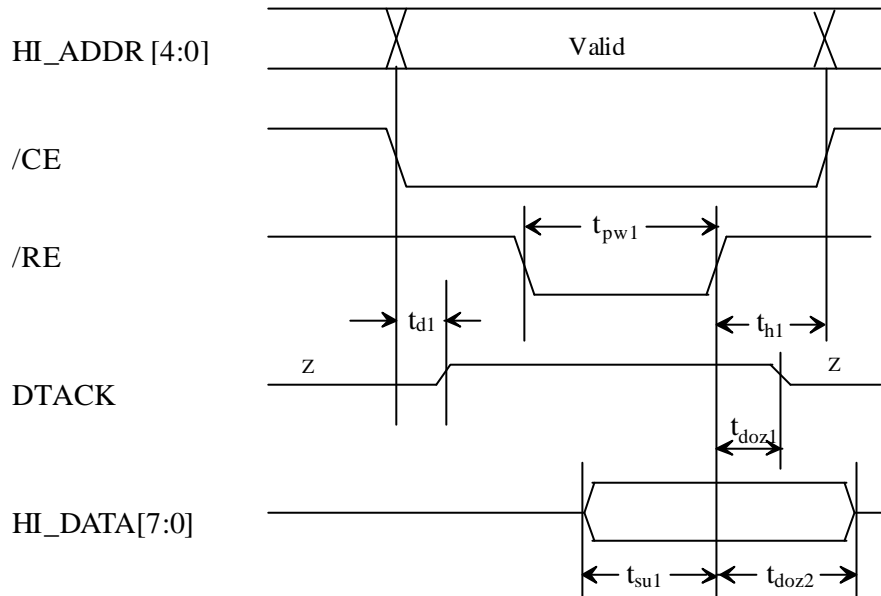 HI_ADDR [4:0]
Valid
/CE
/RE
tpw1
td1
th1
Z
Z
DTACK
tdoz1
HI_DATA[7:0]
tsu1
tdoz2